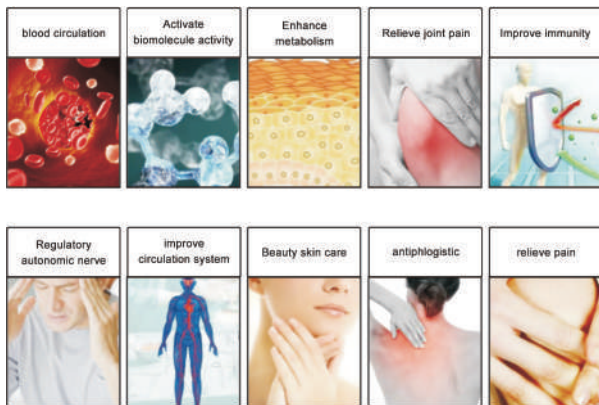 blood circulation
Activate
biomolecule activity
Enhance
metabolism
Relieve joint pain
Improve immunity
Regulatory
autonomic nerve
improve
circulation system
Beauty skin care
antiphlogistic
relieve pain